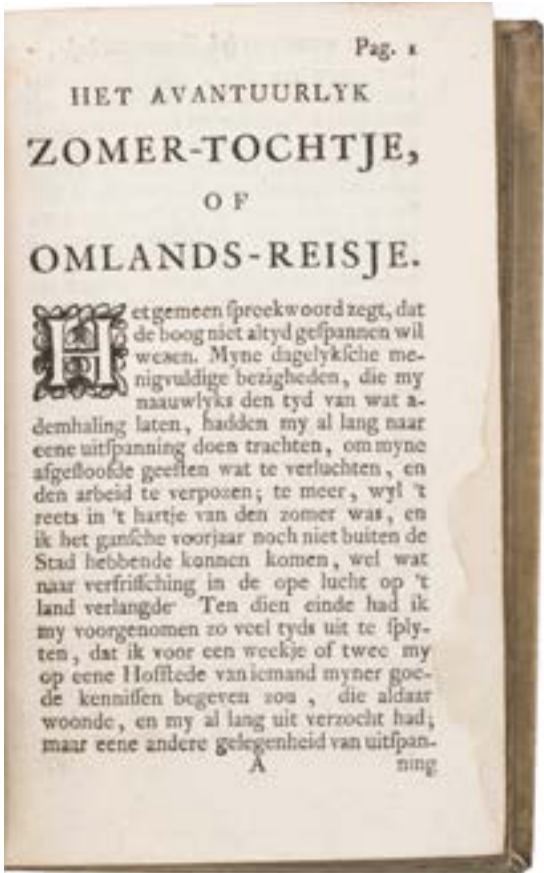 Pag. 1
HET AVANTUURLYK
ZOMER-TOCHTJE,
OF
OMLANDS-REISJE.
Het gemeen ſpreekwoord zegt, dat
de boog niet altyd geſpannen wil
wezen. Myne dagelykſche me-
nigvuldige bezigheden, die my
naauwlyks den tyd van wat a-
demhaling laten, hadden my al lang naar
eene uitſpanning doen trachten, om myne
afgeſloofde geeſten wat te verluchten, en
den arbeid te verpozen; te meer, wyl 't
reets in 't hartje van den zomer was, en
ik het ganſche voorjaar noch niet buiten de
Stad hebbende konnen komen, wel wat
naar verfriſſching in de ope lucht op 't
land verlangde Ten dien einde had ik
my voorgenomen zo veel tyds uit te ſply-
ten, dat ik voor een weekje of twee my
op eene Hofſtede van iemand myner goe-
de kenniſſen begeven zou, die aldaar
woonde, en my al lang uit verzocht had;
maar eene andere gelegenheid van uitſpan-
A ning